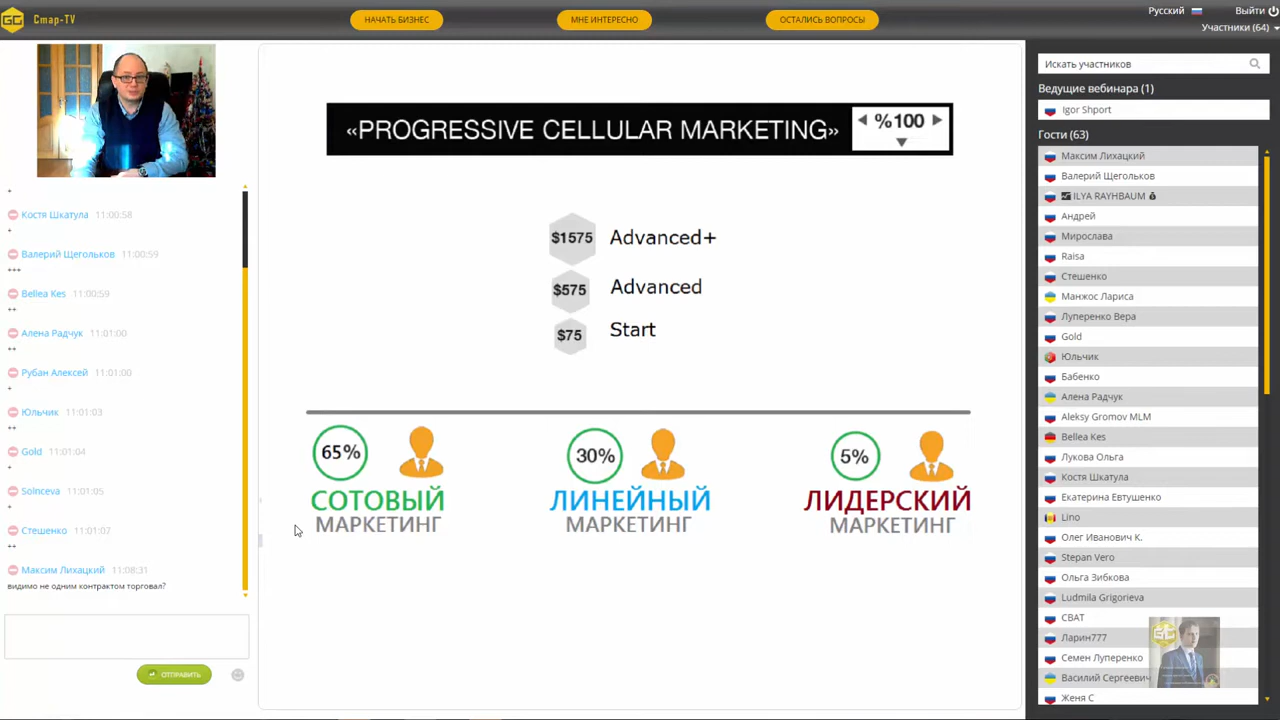 Стар-TV
НАЧАТЬ БИЗНЕС
МНЕ ИНТЕРЕСНО
ОСТАЛИСЬ ВОПРОСЫ
Русский
Выйти
Участники (64)
+
Костя Шкатула 11:00:58
+
Валерий Щегольков 11:00:59
+++
Bellea Kes 11:00:59
++
Алена Радчук 11:01:00
++
Рубан Алексей 11:01:00
+
Юльчик 11:01:03
++
Gold 11:01:04
+
Solnceva 11:01:05
+
Стешенко 11:01:07
++
Максим Лихацкий 11:08:31
видимо не одним контрактом торговал?
ОТПРАВИТЬ
«PROGRESSIVE CELLULAR MARKETING»
%100
$1575 Advanced+
$575 Advanced
$75 Start
65%
СОТОВЫЙ
МАРКЕТИНГ
30%
ЛИНЕЙНЫЙ
МАРКЕТИНГ
5%
ЛИДЕРСКИЙ
МАРКЕТИНГ
Искать участников
Ведущие вебинара (1)
Igor Shport
Гости (63)
Максим Лихацкий
Валерий Щегольков
ILYA RAYHBAUM
Андрей
Мирослава
Raisa
Стешенко
Манжос Лариса
Луперенко Вера
Gold
Юльчик
Бабенко
Алена Радчук
Aleksy Gromov MLM
Bellea Kes
Лукова Ольга
Костя Шкатула
Екатерина Евтушенко
Lino
Олег Иванович К.
Stepan Vero
Ольга Зибкова
Ludmila Grigorieva
СВАТ
Ларин777
Семен Луперенко
Василий Сергеевич
Женя С